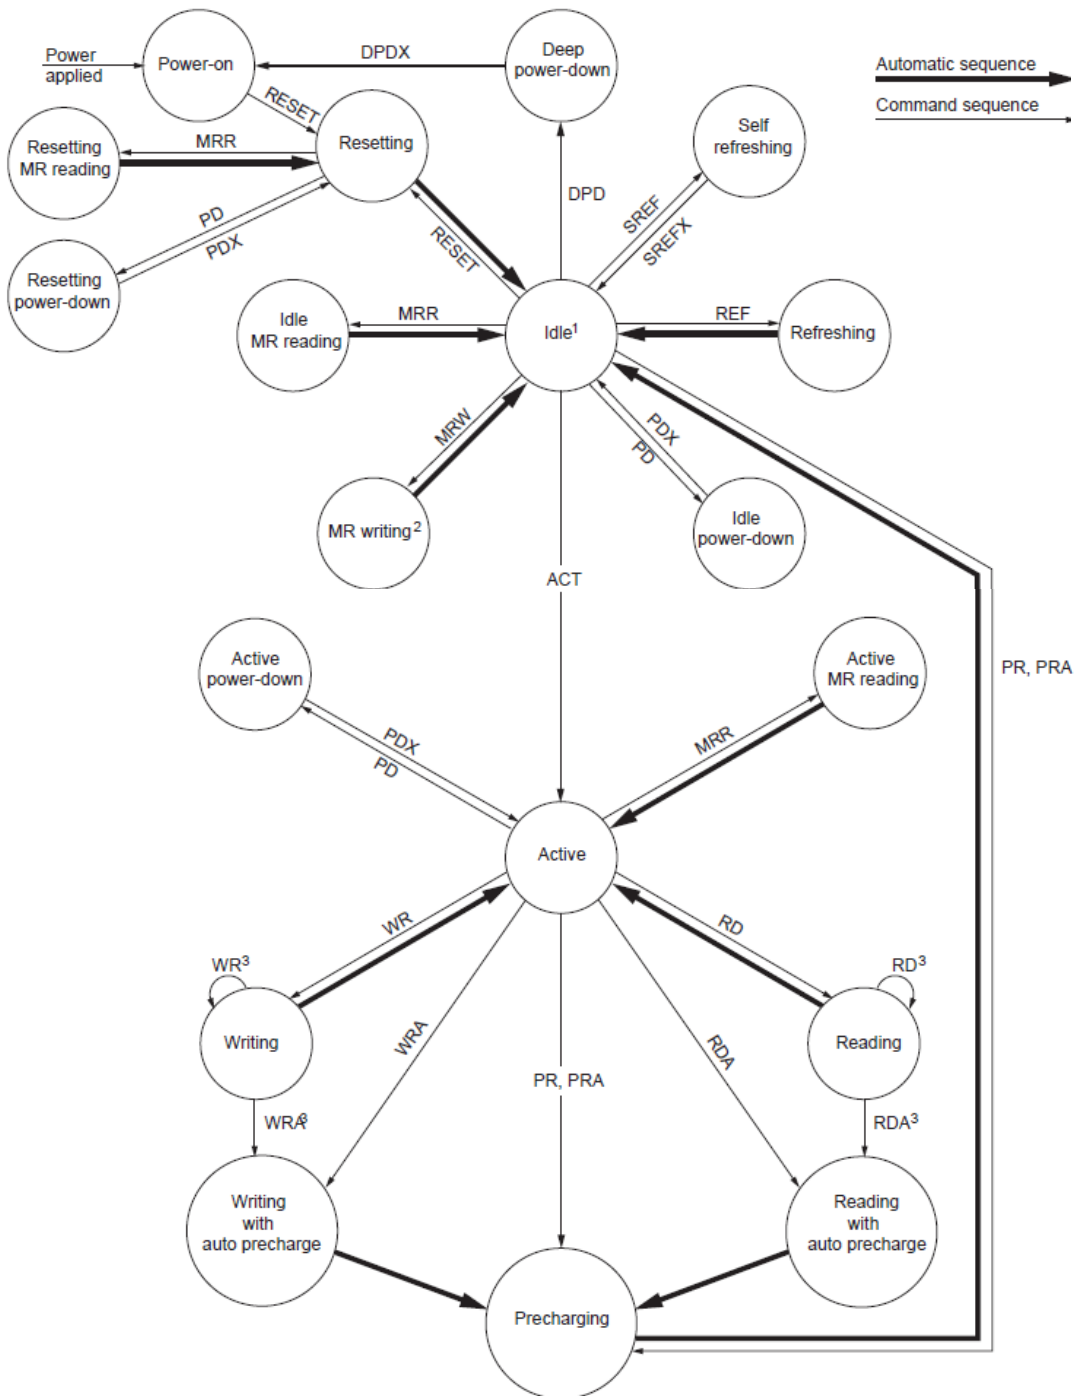 Power
applied
Power-on
DPDX
Deep
power-down
Automatic sequence
Command sequence
RESET
Resetting
MR reading
MRR
Resetting
Self
refreshing
DPD
PD
PDX
SREF
SREFX
RESET
Resetting
power-down
Idle
MR reading
MRR
Idle1
REF
Refreshing
MRW
PDX
PD
MR writing2
Idle
power-down
ACT
Active
power-down
Active
MR reading
PR, PRA
PDX
PD
MRR
Active
WR
RD
WR3
RD3
Writing
WRA
RDA
Reading
PR, PRA
WRA3
RDA3
Writing
with
auto precharge
Reading
with
auto precharge
Precharging